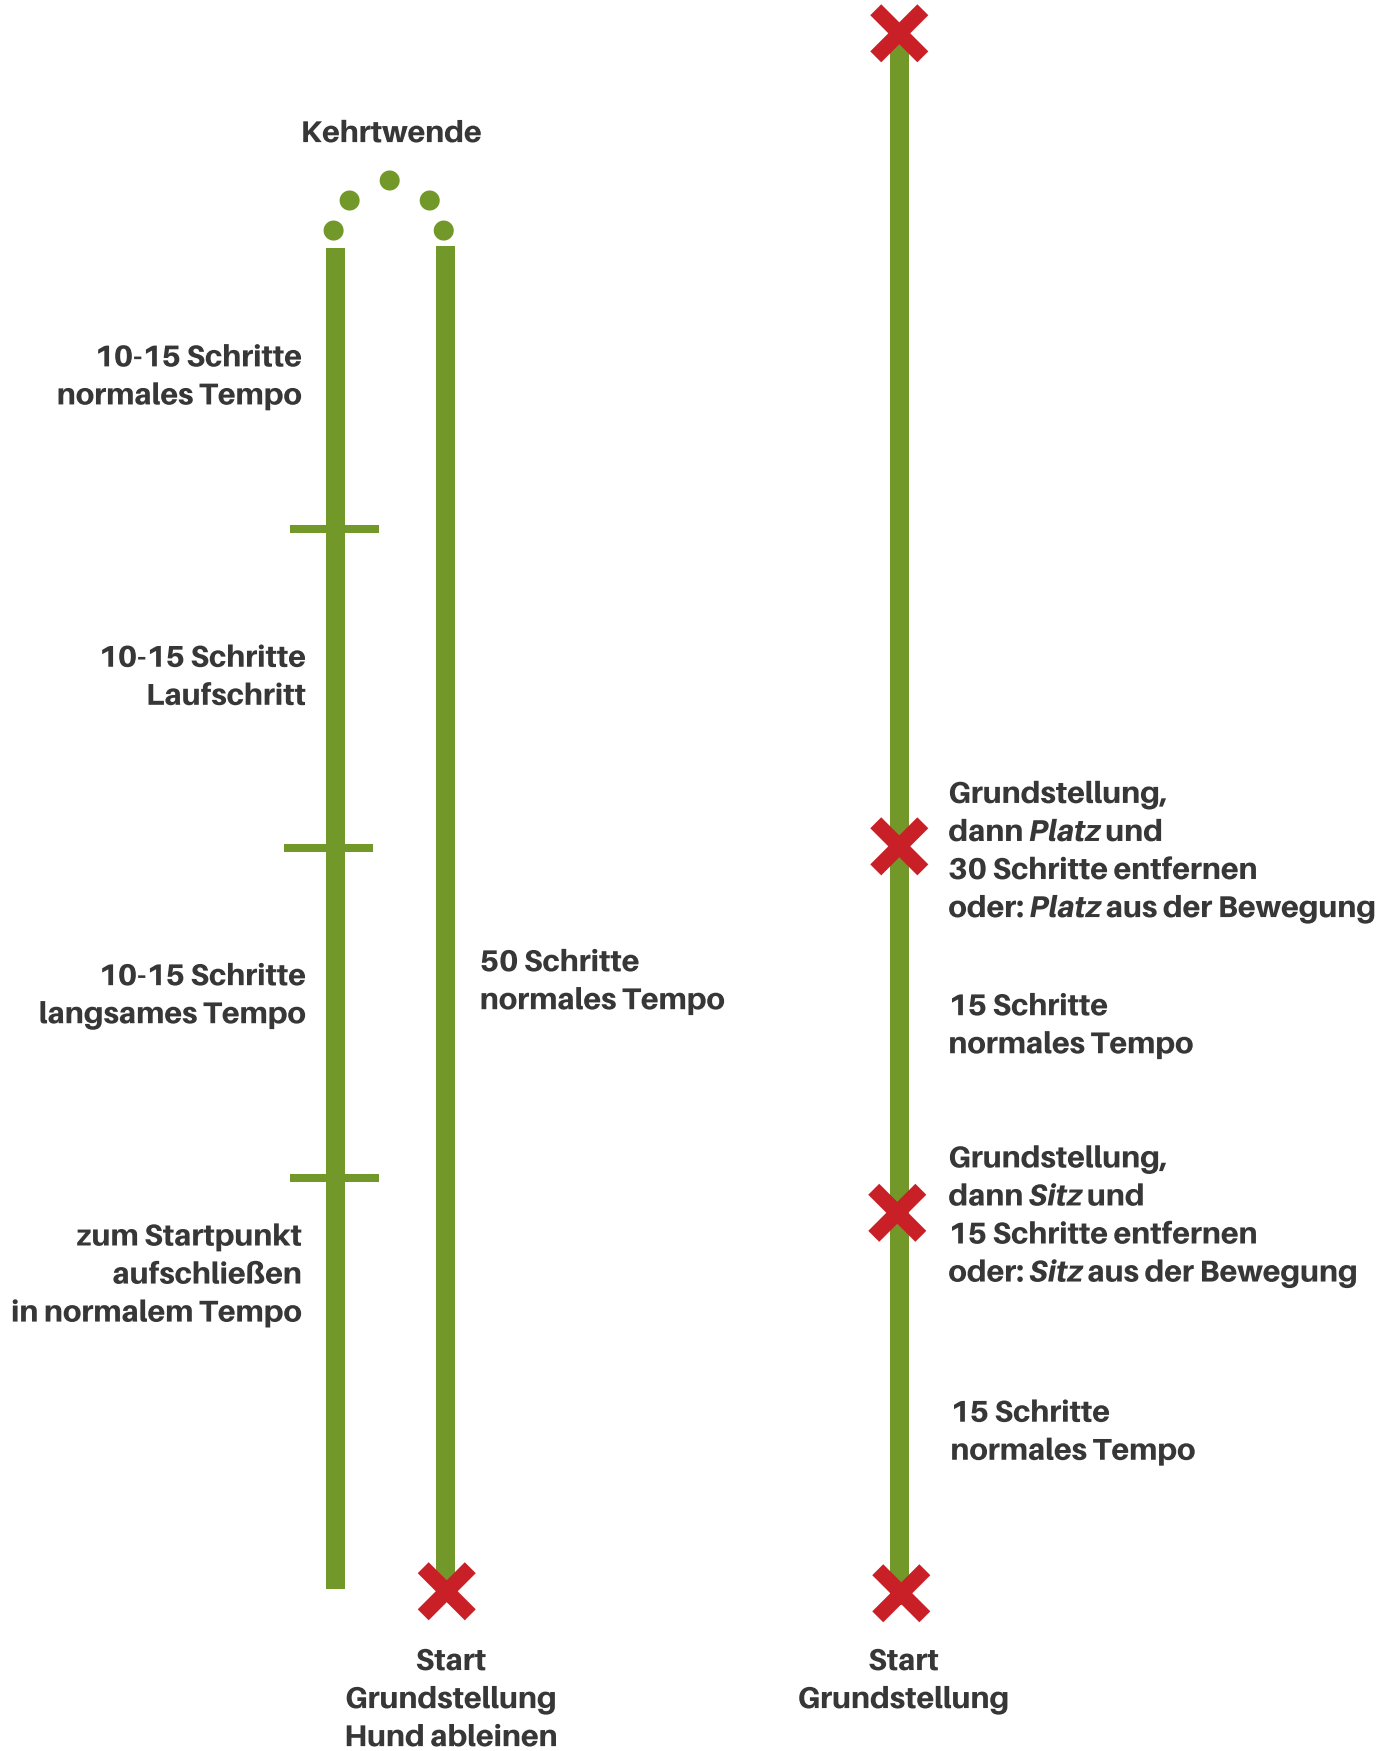 Kehrtwende
10-15 Schritte
normales Tempo
10-15 Schritte
Laufschritt
10-15 Schritte
langsames Tempo
zum Startpunkt
aufschließen
in normalem Tempo
50 Schritte
normales Tempo
Start
Grundstellung
Hund ableinen
Grundstellung,
dann Platz und
30 Schritte entfernen
oder: Platz aus der Bewegung
15 Schritte
normales Tempo
Grundstellung,
dann Sitz und
15 Schritte entfernen
oder: Sitz aus der Bewegung
15 Schritte
normales Tempo
Start
Grundstellung